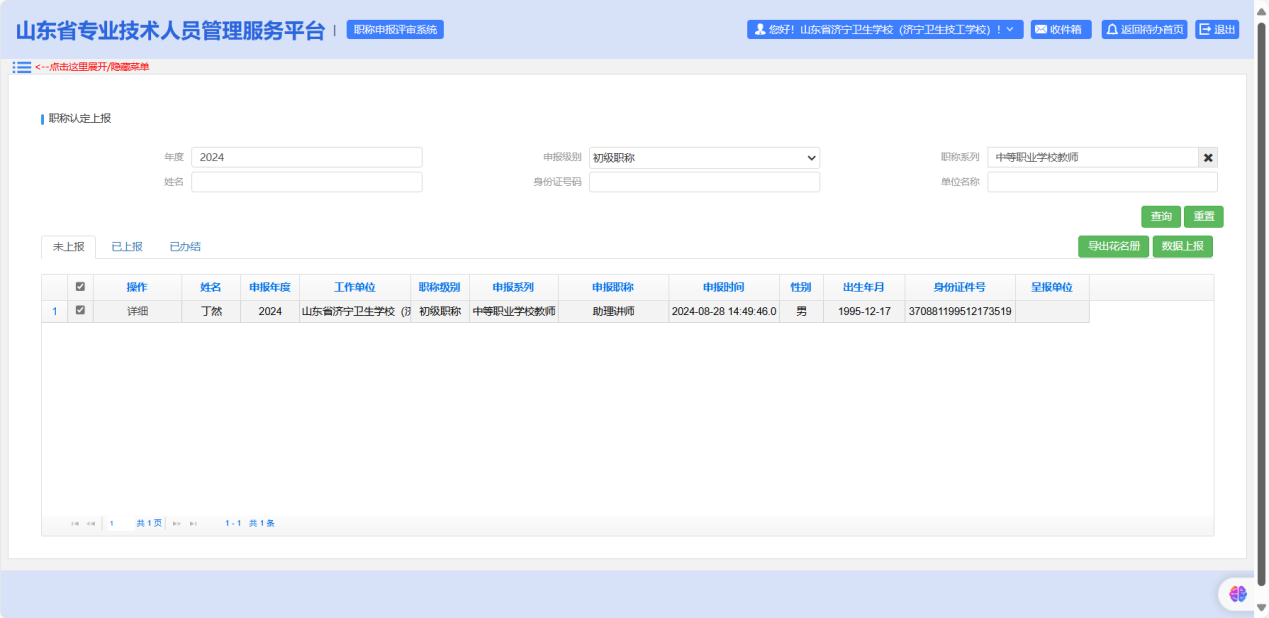 山东省专业技术人员管理服务平台 | 职称申报评审系统 您好！山东省济宁卫生学校（济宁卫生技工学校）！ 收件箱 返回待办首页 退出
<--点击这里展开/隐藏菜单
职称认定上报
年度 2024 申报级别 初级职称 职称系列 中等职业学校教师
姓名 身份证号码 单位名称
查询 重置
未上报 已上报 已办结 导出花名册 数据上报
操作 姓名 申报年度 工作单位 职称级别 申报系列 申报职称 申报时间 性别 出生年月 身份证件号 呈报单位
1 详细 丁然 2024 山东省济宁卫生学校（济 初级职称 中等职业学校教师 助理讲师 2024-08-28 14:49:46.0 男 1995-12-17 370881199512173519
1 共 1 页 1 - 1 共 1 条